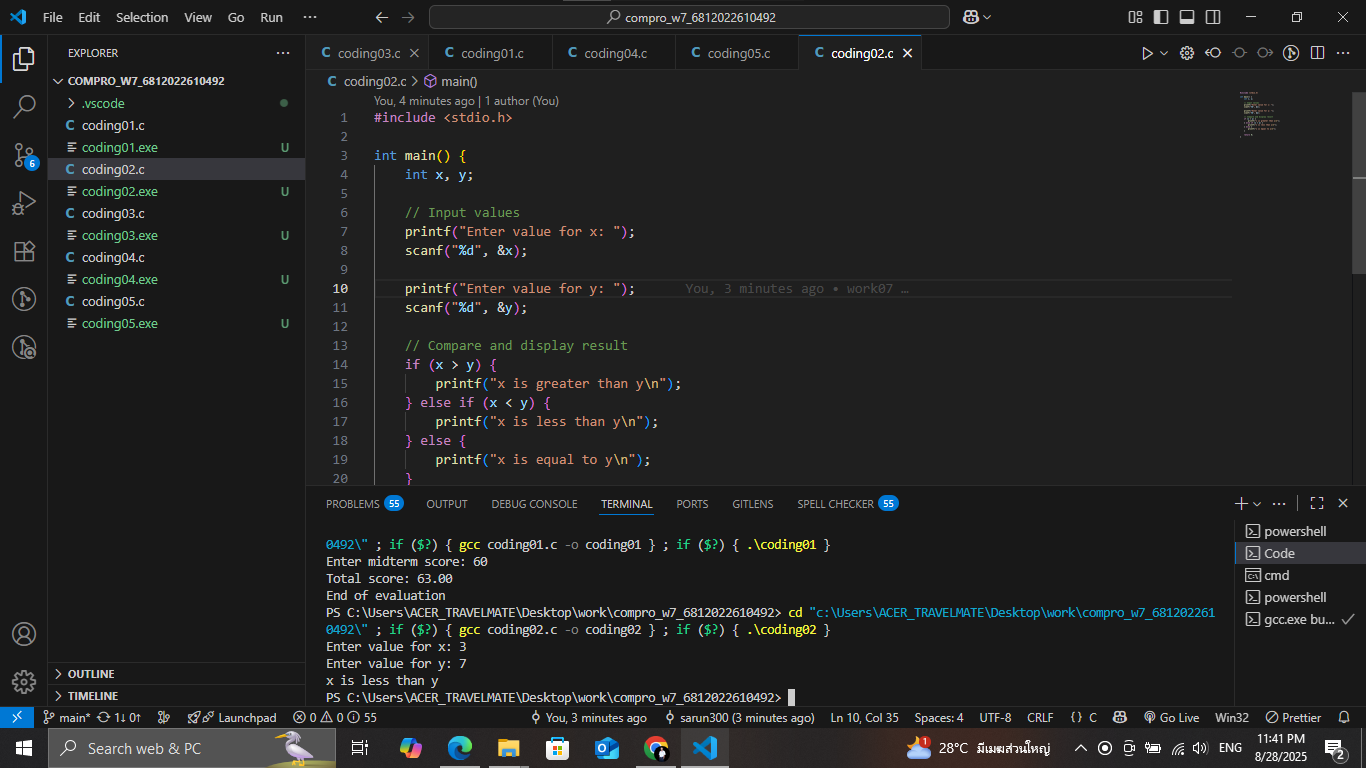 File Edit Selection View Go Run ···
compro_w7_6812022610492
EXPLORER ···
COMPRO_W7_6812022610492
.vscode
C coding01.c
coding01.exe U
C coding02.c
coding02.exe U
C coding03.c
coding03.exe U
C coding04.c
coding04.exe U
C coding05.c
coding05.exe U
6
OUTLINE
TIMELINE
C coding03.c C coding01.c C coding04.c C coding05.c C coding02.c
C coding02.c > main()
You, 4 minutes ago | 1 author (You)
1 #include <stdio.h>
2
3 int main() {
4 int x, y;
5
6 // Input values
7 printf("Enter value for x: ");
8 scanf("%d", &x);
9
10 printf("Enter value for y: "); You, 3 minutes ago • work07 …
11 scanf("%d", &y);
12
13 // Compare and display result
14 if (x > y) {
15 printf("x is greater than y\n");
16 } else if (x < y) {
17 printf("x is less than y\n");
18 } else {
19 printf("x is equal to y\n");
20 }
PROBLEMS 55 OUTPUT DEBUG CONSOLE TERMINAL PORTS GITLENS SPELL CHECKER 55
0492\" ; if ($?) { gcc coding01.c -o coding01 } ; if ($?) { .\coding01 }
Enter midterm score: 60
Total score: 63.00
End of evaluation
PS C:\Users\ACER_TRAVELMATE\Desktop\work\compro_w7_6812022610492> cd "c:\Users\ACER_TRAVELMATE\Desktop\work\compro_w7_681202261
0492\" ; if ($?) { gcc coding02.c -o coding02 } ; if ($?) { .\coding02 }
Enter value for x: 3
Enter value for y: 7
x is less than y
PS C:\Users\ACER_TRAVELMATE\Desktop\work\compro_w7_6812022610492>
powershell
Code
cmd
powershell
gcc.exe bu...
main* 1↓ 0↑ Launchpad 0 0 55 You, 3 minutes ago sarun300 (3 minutes ago) Ln 10, Col 35 Spaces: 4 UTF-8 CRLF {} C Go Live Win32 Prettier
Search web & PC
1 28°C มีเมฆส่วนใหญ่ ENG
11:41 PM
8/28/2025
2